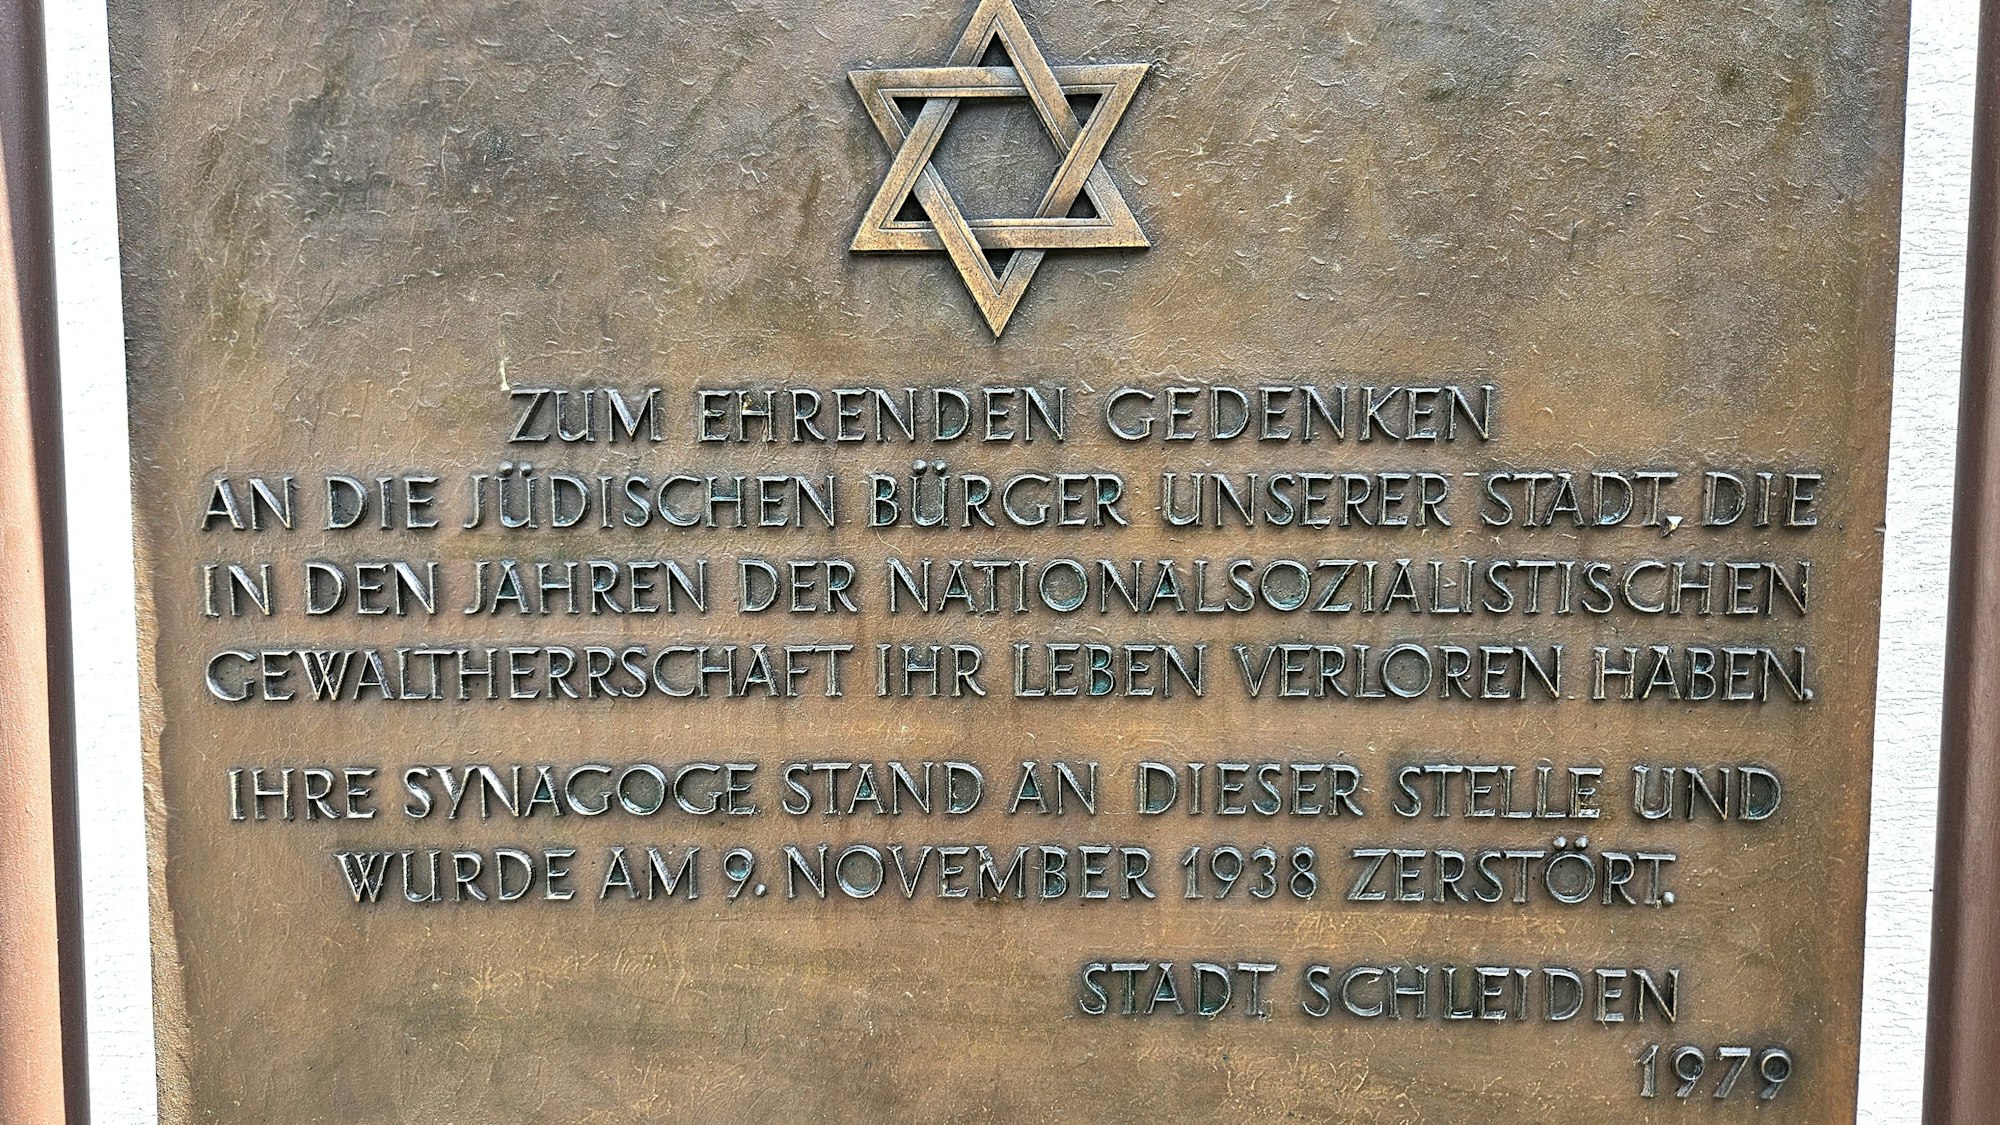 ZUM EHRENDEN GEDENKEN
AN DIE JÜDISCHEN BÜRGER UNSERER STADT, DIE
IN DEN JAHREN DER NATIONALSOZIALISTISCHEN
GEWALTHERRSCHAFT IHR LEBEN VERLOREN HABEN.
IHRE SYNAGOGE STAND AN DIESER STELLE UND
WURDE AM 9. NOVEMBER 1938 ZERSTÖRT.
STADT SCHLEIDEN
1979